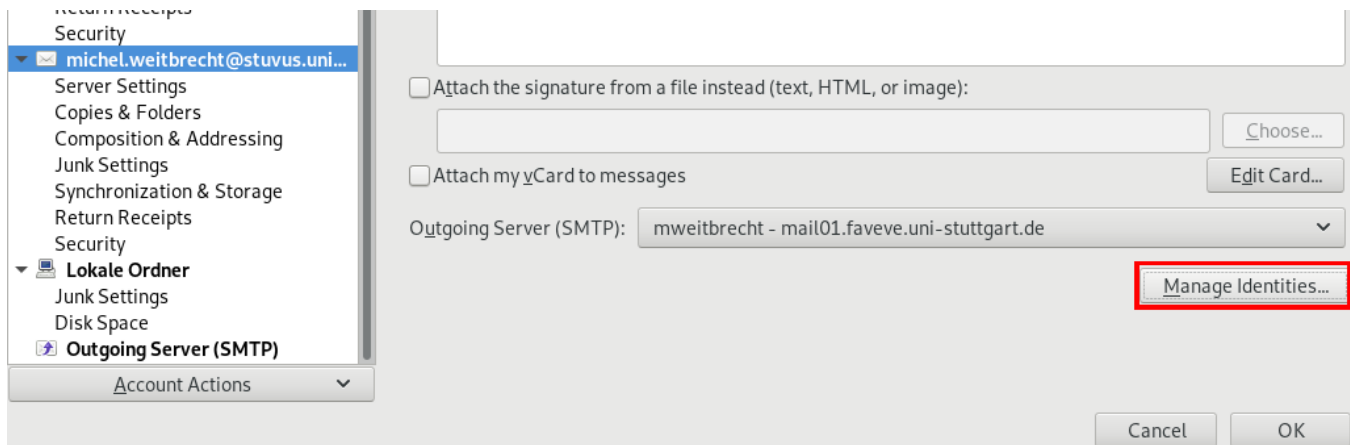 Return Receipts
Security
michel.weitbrecht@stuvus.uni...
Server Settings
Copies & Folders
Composition & Addressing
Junk Settings
Synchronization & Storage
Return Receipts
Security
Lokale Ordner
Junk Settings
Disk Space
Outgoing Server (SMTP)
Account Actions
Attach the signature from a file instead (text, HTML, or image):
Choose...
Attach my vCard to messages
Edit Card...
Outgoing Server (SMTP): mweitbrecht - mail01.faveve.uni-stuttgart.de
Manage Identities...
Cancel OK